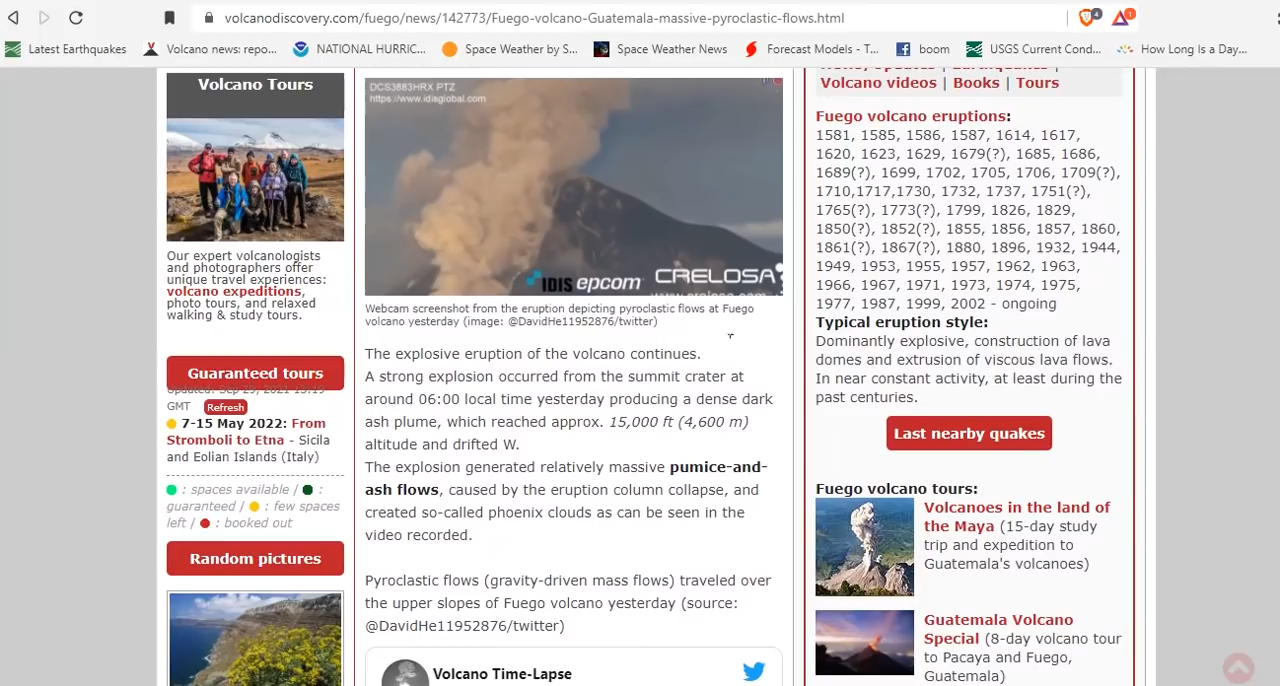 volcanodiscovery.com/fuego/news/142773/Fuego-volcano-Guatemala-massive-pyroclastic-flows.html
4
1
Latest Earthquakes
Volcano news: repo...
NATIONAL HURRIC...
Space Weather by S...
Space Weather News
Forecast Models - T...
boom
USGS Current Cond...
How Long Is a Day...
Volcano Tours
Our expert volcanologists
and photographers offer
unique travel experiences:
volcano expeditions,
photo tours, and relaxed
walking & study tours.
Guaranteed tours
GMT Refresh
7-15 May 2022: From
Stromboli to Etna - Sicila
and Eolian Islands (Italy)
: spaces available / :
guaranteed / : few spaces
left / : booked out
Random pictures
DCS3883HRX PTZ
https://www.idisglobal.com
IDIS epcom CRELOSA
Webcam screenshot from the eruption depicting pyroclastic flows at Fuego
volcano yesterday (image: @DavidHe11952876/twitter)
The explosive eruption of the volcano continues.
A strong explosion occurred from the summit crater at
around 06:00 local time yesterday producing a dense dark
ash plume, which reached approx. 15,000 ft (4,600 m)
altitude and drifted W.
The explosion generated relatively massive pumice-and-
ash flows, caused by the eruption column collapse, and
created so-called phoenix clouds as can be seen in the
video recorded.
Pyroclastic flows (gravity-driven mass flows) traveled over
the upper slopes of Fuego volcano yesterday (source:
@DavidHe11952876/twitter)
Volcano Time-Lapse
Volcano videos | Books | Tours
Fuego volcano eruptions:
1581, 1585, 1586, 1587, 1614, 1617,
1620, 1623, 1629, 1679(?), 1685, 1686,
1689(?), 1699, 1702, 1705, 1706, 1709(?),
1710,1717,1730, 1732, 1737, 1751(?),
1765(?), 1773(?), 1799, 1826, 1829,
1850(?), 1852(?), 1855, 1856, 1857, 1860,
1861(?), 1867(?), 1880, 1896, 1932, 1944,
1949, 1953, 1955, 1957, 1962, 1963,
1966, 1967, 1971, 1973, 1974, 1975,
1977, 1987, 1999, 2002 - ongoing
Typical eruption style:
Dominantly explosive, construction of lava
domes and extrusion of viscous lava flows.
In near constant activity, at least during the
past centuries.
Last nearby quakes
Fuego volcano tours:
Volcanoes in the land of
the Maya (15-day study
trip and expedition to
Guatemala's volcanoes)
Guatemala Volcano
Special (8-day volcano tour
to Pacaya and Fuego,
Guatemala)